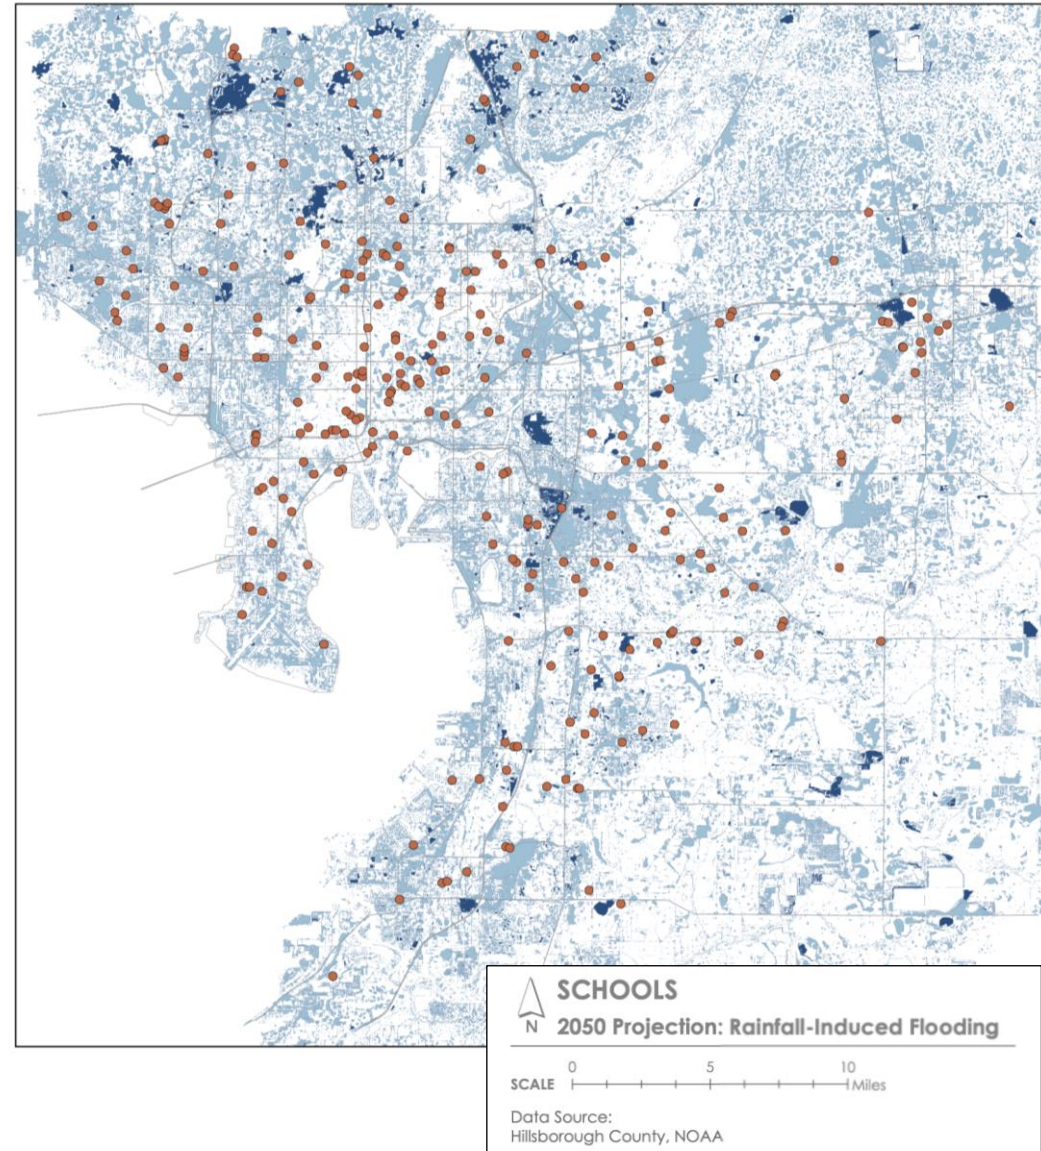 SCHOOLS
N 2050 Projection: Rainfall-Induced Flooding
0 5 10
SCALE Miles
Data Source:
Hillsborough County, NOAA